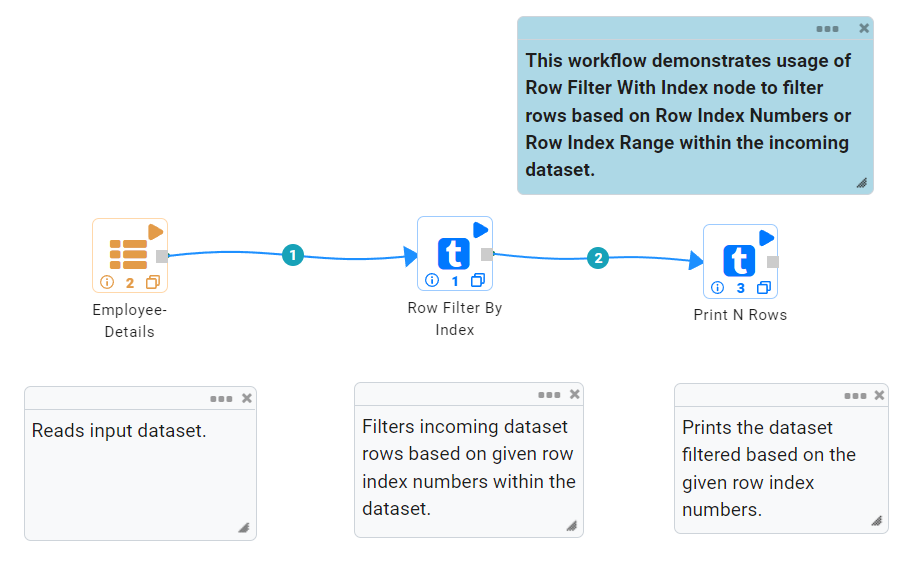 This workflow demonstrates usage of
Row Filter With Index node to filter
rows based on Row Index Numbers or
Row Index Range within the incoming
dataset.
1
2
2
t
1
t
3
Employee-
Details
Row Filter By
Index
Print N Rows
Reads input dataset.
Filters incoming dataset
rows based on given row
index numbers within the
dataset.
Prints the dataset
filtered based on the
given row index
numbers.